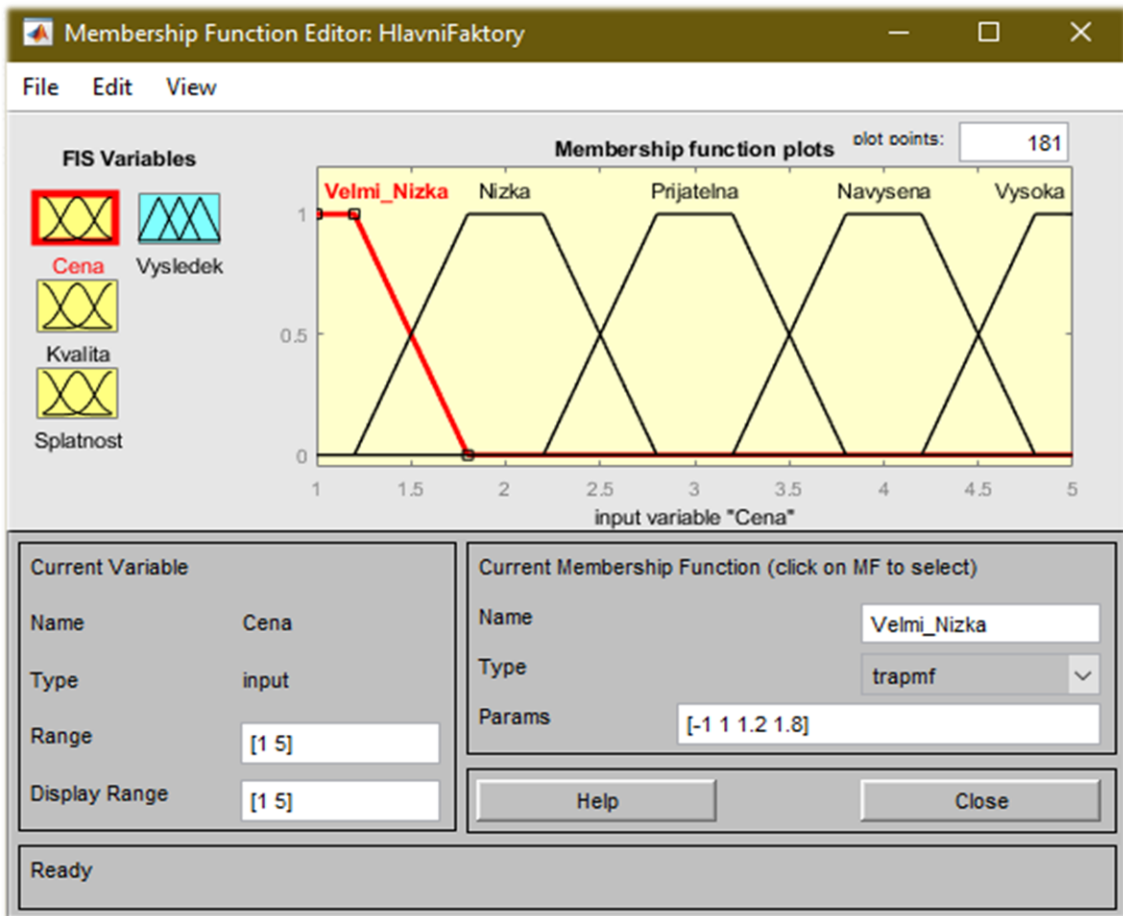 Membership Function Editor: HlavniFaktory
File Edit View
FIS Variables
Cena
Vysledek
Kvalita
Splatnost
Membership function plots
plot points: 181
Velmi_Nizka Nizka Prijatelna Navysena Vysoka
1
0.5
0
1 1.5 2 2.5 3 3.5 4 4.5 5
input variable "Cena"
Current Variable
Name Cena
Type input
Range [1 5]
Display Range [1 5]
Current Membership Function (click on MF to select)
Name Velmi_Nizka
Type trapmf
Params [-1 1 1.2 1.8]
Help Close
Ready